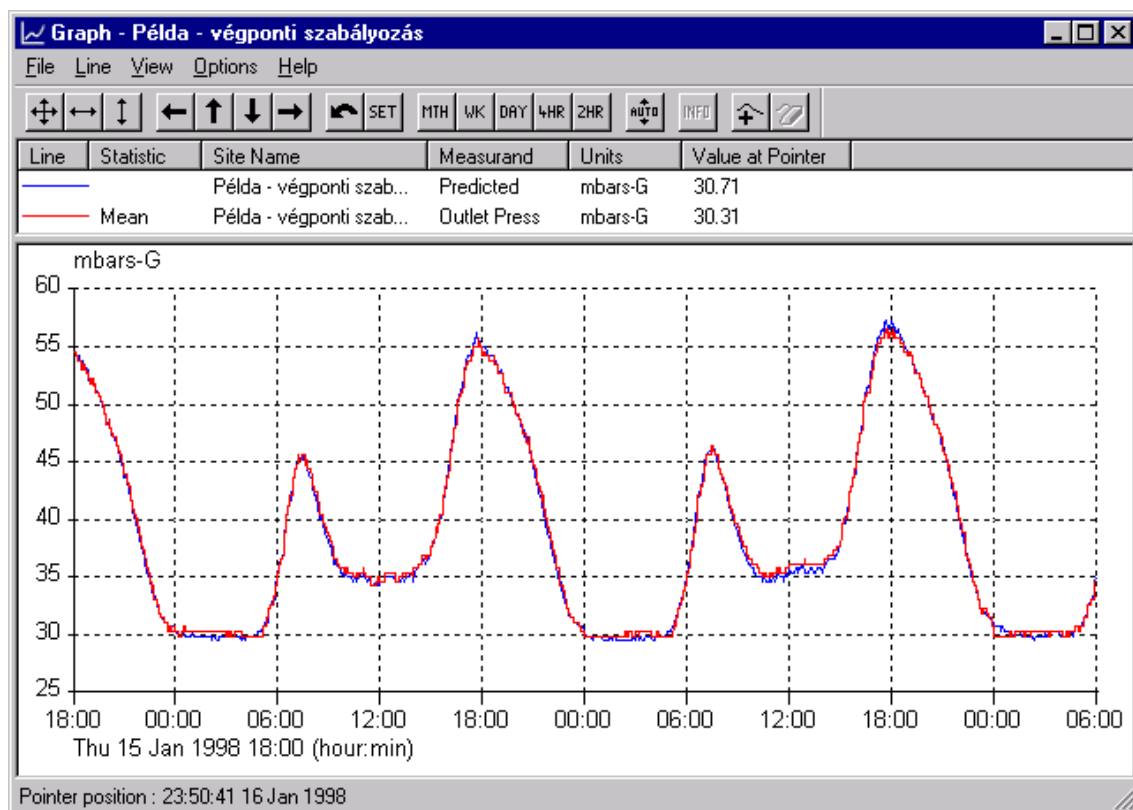 Graph - Példa - végponti szabályozás
File Line View Options Help
SET MTH WK DAY 4HR 2HR AUTO INFO
Line Statistic Site Name Measurand Units Value at Pointer
Példa - végponti szab... Predicted mbars-G 30.71
Mean Példa - végponti szab... Outlet Press mbars-G 30.31
mbars-G
60
55
50
45
40
35
30
25
18:00 00:00 06:00 12:00 18:00 00:00 06:00 12:00 18:00 00:00 06:00
Thu 15 Jan 1998 18:00 (hour:min)
Pointer position : 23:50:41 16 Jan 1998